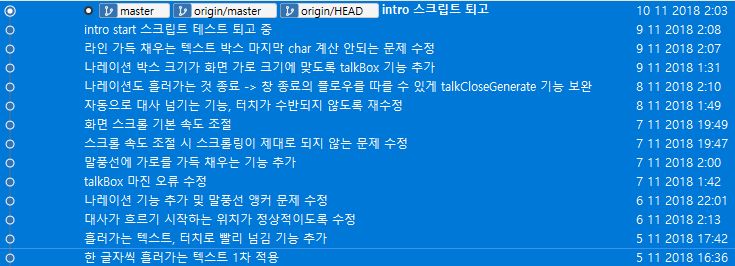 master origin/master origin/HEAD intro 스크립트 퇴고 10 11 2018 2:03
intro start 스크립트 테스트 퇴고 중 9 11 2018 2:08
라인 가득 채우는 텍스트 박스 마지막 char 계산 안되는 문제 수정 9 11 2018 2:07
나레이션 박스 크기가 화면 가로 크기에 맞도록 talkBox 기능 추가 9 11 2018 1:31
나레이션도 흘러가는 것 종료 -> 창 종료의 플로우를 따를 수 있게 talkCloseGenerate 기능 보완 8 11 2018 2:10
자동으로 대사 넘기는 기능, 터치가 수반되지 않도록 재수정 8 11 2018 1:49
화면 스크롤 기본 속도 조절 7 11 2018 19:49
스크롤 속도 조절 시 스크롤링이 제대로 되지 않는 문제 수정 7 11 2018 19:47
말풍선에 가로를 가득 채우는 기능 추가 7 11 2018 2:00
talkBox 마진 오류 수정 7 11 2018 1:42
나레이션 기능 추가 및 말풍선 앵커 문제 수정 6 11 2018 22:01
대사가 흐르기 시작하는 위치가 정상적이도록 수정 6 11 2018 2:13
흘러가는 텍스트, 터치로 빨리 넘김 기능 추가 5 11 2018 17:42
한 글자씩 흘러가는 텍스트 1차 적용 5 11 2018 16:36